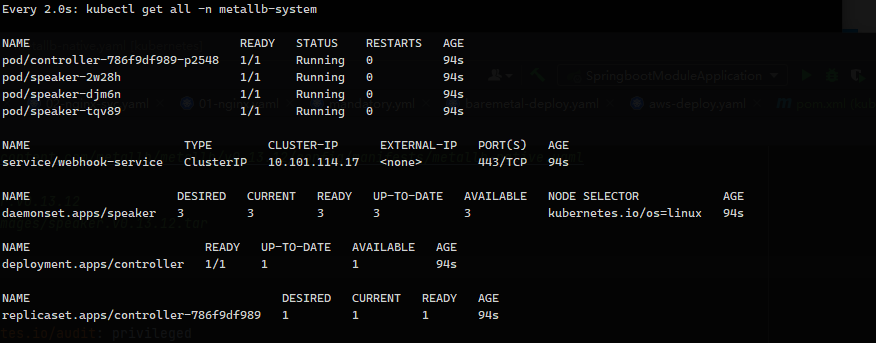 Every 2.0s: kubectl get all -n metallb-system
NAME READY STATUS RESTARTS AGE
pod/controller-786f9df989-p2548 1/1 Running 0 94s
pod/speaker-2w28h 1/1 Running 0 94s
pod/speaker-djm6n 1/1 Running 0 94s
pod/speaker-tqv89 1/1 Running 0 94s
SpringbootModuleApplication
01-ngin
.yml
baremetal-deploy.yaml
aws-deploy.yaml
NAME TYPE CLUSTER-IP EXTERNAL-IP PORT(S) AGE
service/webhook-service ClusterIP 10.101.114.17 <none> 443/TCP 94s
NAME DESIRED CURRENT READY UP-TO-DATE AVAILABLE NODE SELECTOR AGE
daemonset.apps/speaker 3 3 3 3 3 kubernetes.io/os=linux 94s
NAME READY UP-TO-DATE AVAILABLE AGE
deployment.apps/controller 1/1 1 1 94s
NAME DESIRED CURRENT READY AGE
replicaset.apps/controller-786f9df989 1 1 1 94s
tes.io/audit: privileged